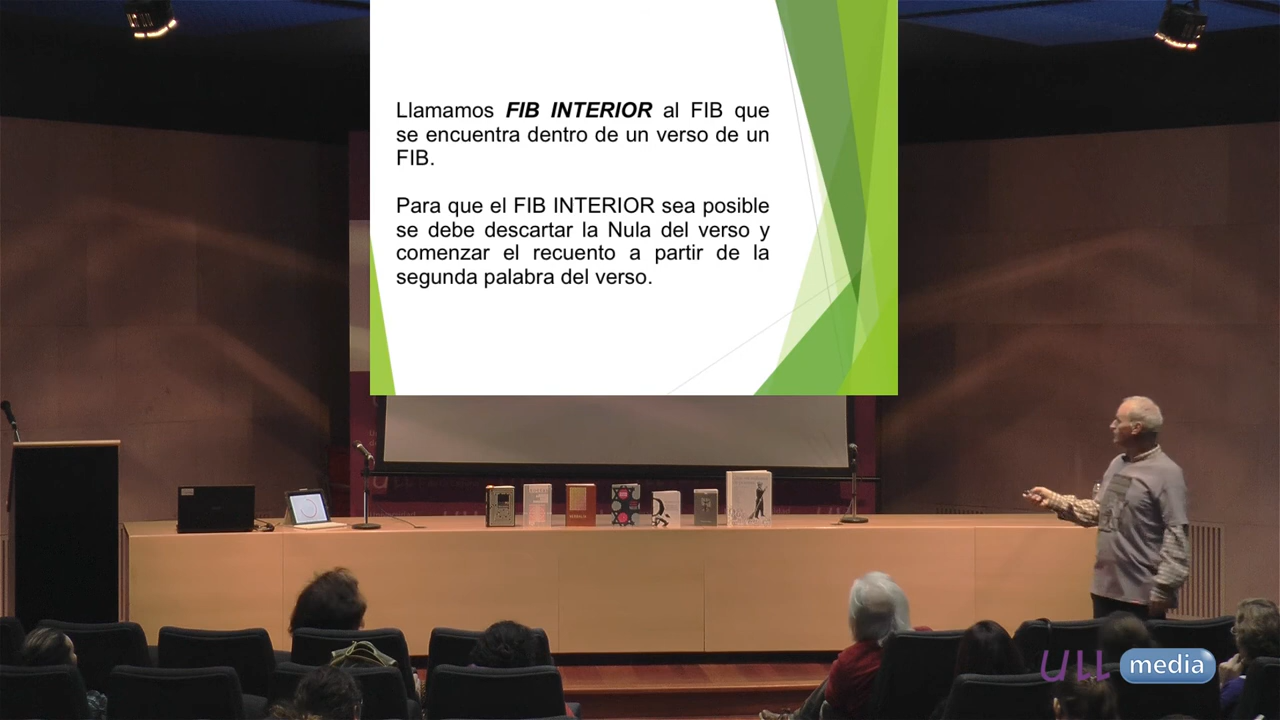 Llamamos FIB INTERIOR al FIB que
se encuentra dentro de un verso de un
FIB.
Para que el FIB INTERIOR sea posible
se debe descartar la Nula del verso y
comenzar el recuento a partir de la
segunda palabra del verso.
ULL media